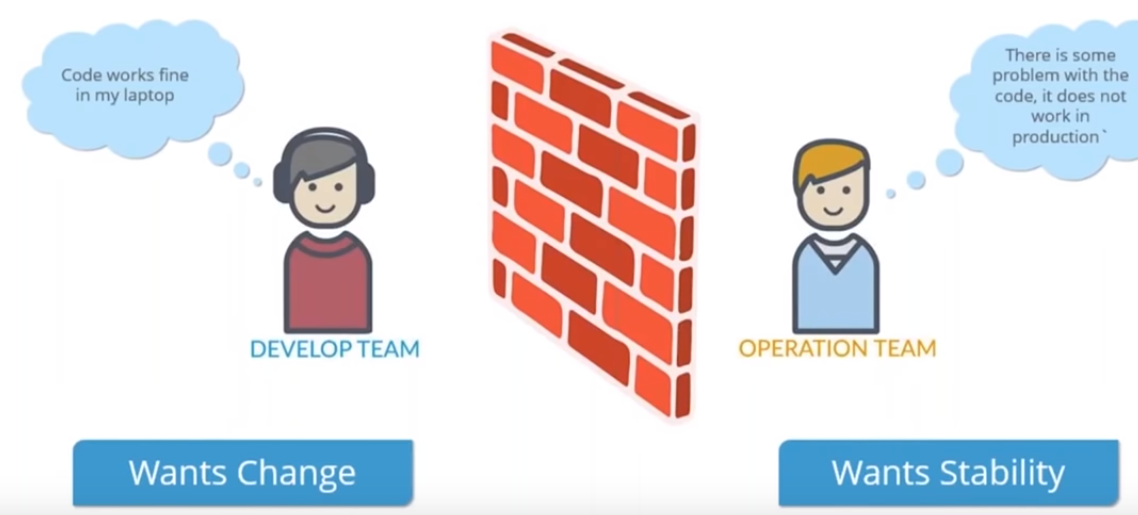 Code works fine
in my laptop
There is some
problem with the
code, it does not
work in
production`
DEVELOP TEAM
OPERATION TEAM
Wants Change
Wants Stability